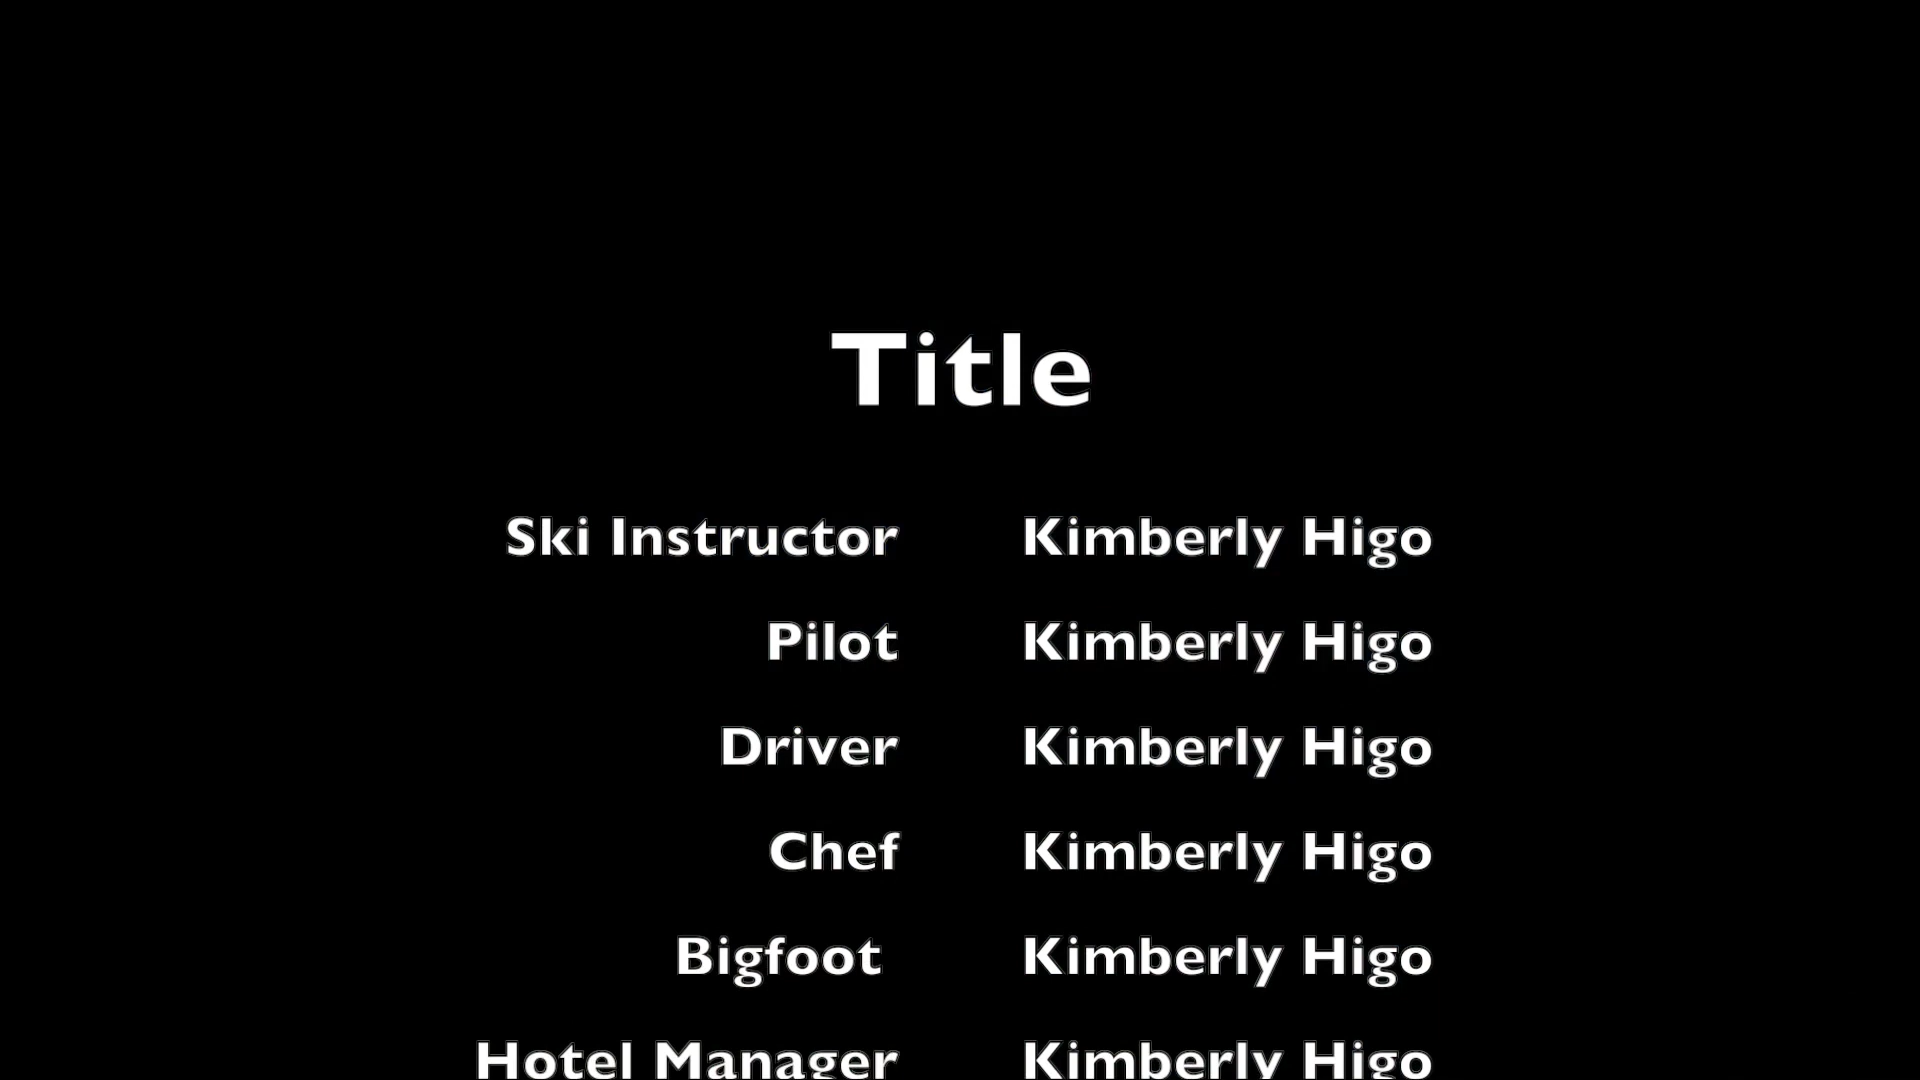 Title
Ski Instructor Kimberly Higo
Pilot Kimberly Higo
Driver Kimberly Higo
Chef Kimberly Higo
Bigfoot Kimberly Higo
Hotel Manager Kimberly Higo